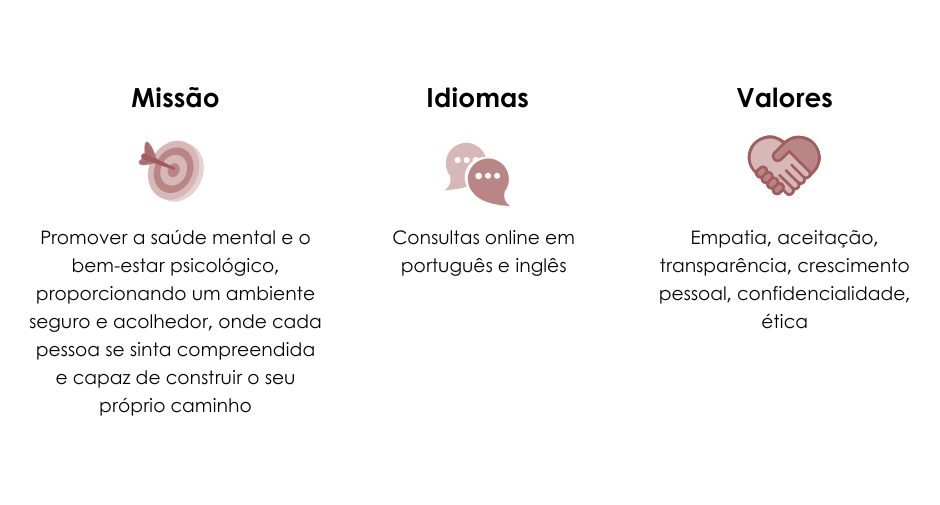 Missão
Promover a saúde mental e o
bem-estar psicológico,
proporcionando um ambiente
seguro e acolhedor, onde cada
pessoa se sinta compreendida
e capaz de construir o seu
próprio caminho
Idiomas
Consultas online em
português e inglês
Valores
Empatia, aceitação,
transparência, crescimento
pessoal, confidencialidade,
ética